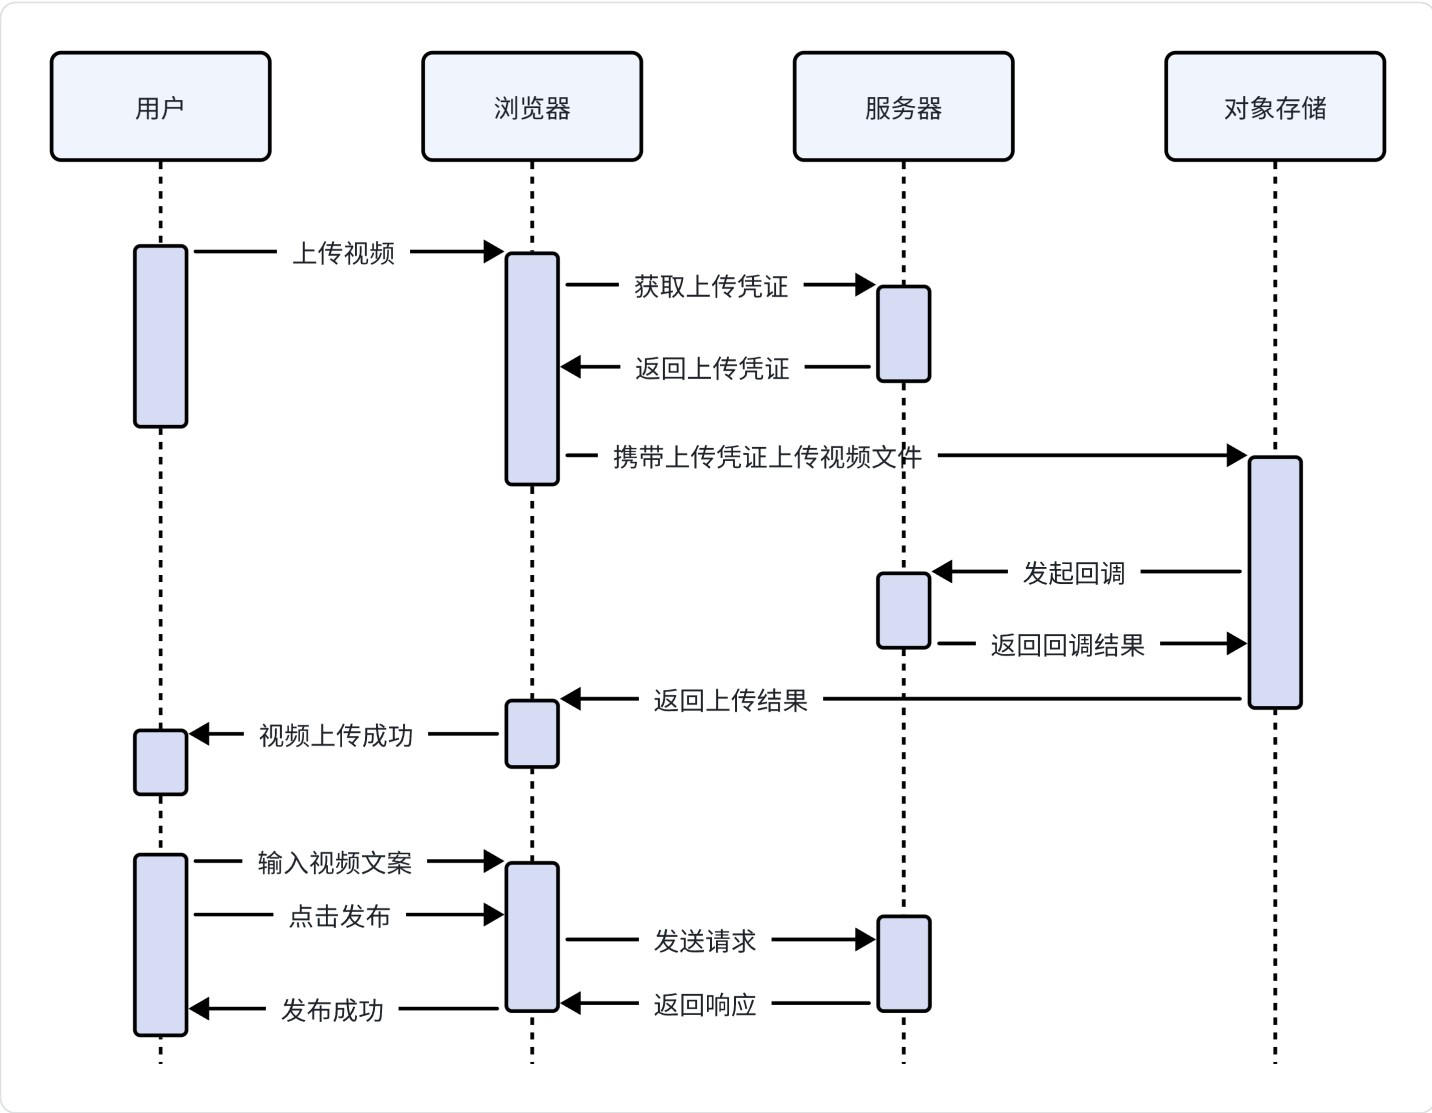 用户
浏览器
服务器
对象存储
上传视频
获取上传凭证
返回上传凭证
携带上传凭证上传视频文件
发起回调
返回回调结果
返回上传结果
视频上传成功
输入视频文案
点击发布
发送请求
返回响应
发布成功